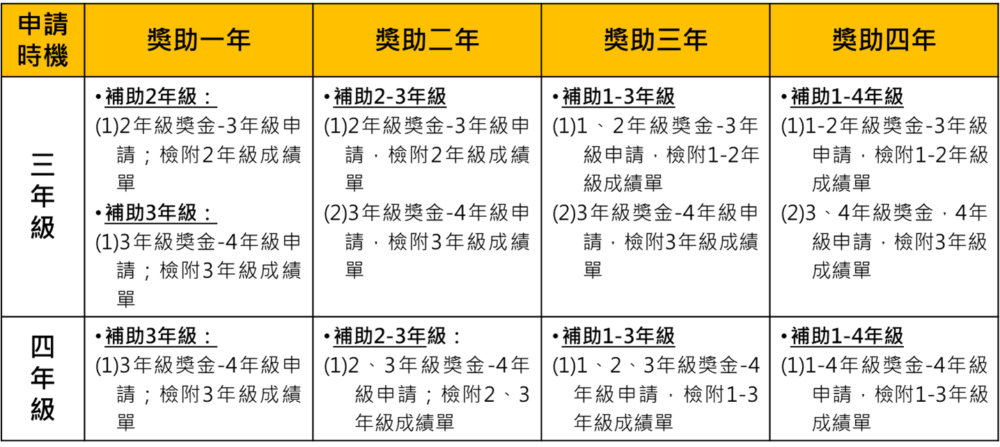 申請
時機
獎助一年
獎助二年
獎助三年
獎助四年
三
年
級
•補助2年級：
(1)2年級獎金-3年級申
請；檢附2年級成績
單
•補助3年級：
(1)3年級獎金-4年級申
請；檢附3年級成績
單
•補助2-3年級
(1)2年級獎金-3年級申
請，檢附2年級成績
單
(2)3年級獎金-4年級申
請，檢附3年級成績
單
•補助1-3年級
(1)1、2年級獎金-3年
級申請，檢附1-2年
級成績單
(2)3年級獎金-4年級申
請，檢附3年級成績
單
•補助1-4年級
(1)1-2年級獎金-3年級
申請，檢附1-2年級
成績單
(2)3、4年級獎金，4年
級申請，檢附3年級
成績單
四
年
級
•補助3年級：
(1)3年級獎金-4年級申
請；檢附3年級成績
單
•補助2-3年級：
(1)2、3年級獎金-4年
級申請；檢附2、3
年級成績單
•補助1-3年級
(1)1、2、3年級獎金-4
年級申請，檢附1-3
年級成績單
•補助1-4年級
(1)1-4年級獎金-4年級
申請，檢附1-3年級
成績單